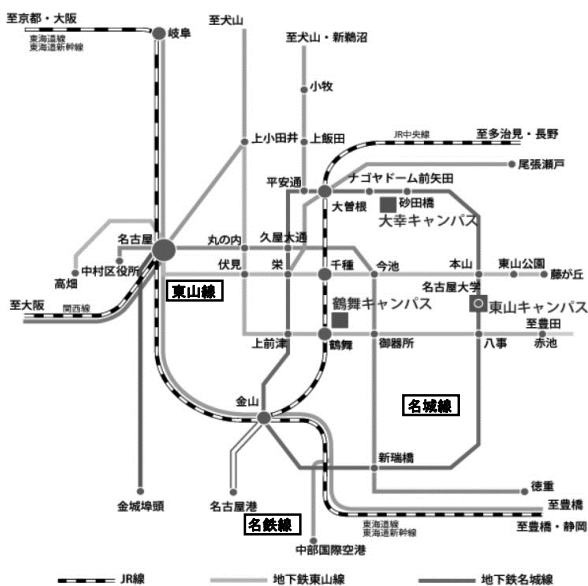 至京都・大阪
東海道線
東海道新幹線
岐阜
至犬山
至犬山・新鵜沼
小牧
上小田井
上飯田
JR中央線
至多治見・長野
尾張瀬戸
平安通
ナゴヤドーム前矢田
大曽根
砂田橋
大幸キャンパス
名古屋
中村区役所
高畑
丸の内
久屋大通
伏見
栄
千種
今池
本山
東山公園
藤が丘
名古屋大学
東山キャンパス
東山線
至大阪
関西線
鶴舞キャンパス
上前津
鶴舞
御器所
八事
至豊田
赤池
金山
名城線
新瑞橋
金城埠頭
名古屋港
名鉄線
徳重
至豊橋
東海道線
東海道新幹線
至豊橋・静岡
中部国際空港
JR線
地下鉄東山線
地下鉄名城線